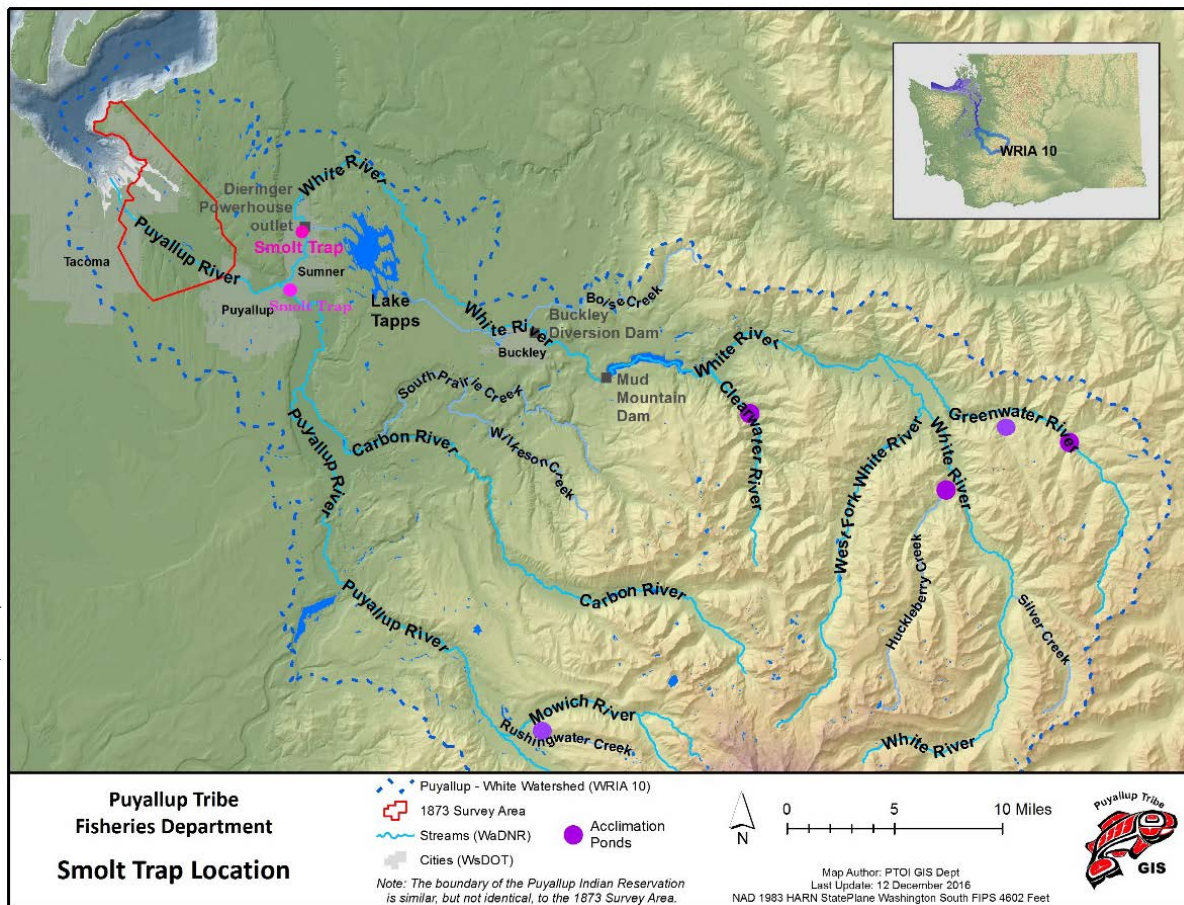 WRIA 10
White River
Dieringer
Powerhouse
outlet
Smolt Trap
Puyallup River
Tacoma
Sumner
Smolt Trap
Puyallup
Lake
Tapps
White River
Boise Creek
Buckley
Diversion Dam
Buckley
White River
South Prairie Creek
Mud
Mountain
Dam
Clearwater River
Greenwater River
Wilkeson Creek
Carbon River
Puyallup River
West Fork White River
White River
Huckleberry Creek
Silver Creek
Puyallup River
Carbon River
Mowich River
Rushingwater Creek
White River
Puyallup Tribe
Fisheries Department
Smolt Trap Location
Puyallup - White Watershed (WRIA 10)
1873 Survey Area
Streams (WaDNR)
Cities (WsDOT)
Acclimation
Ponds
Note: The boundary of the Puyallup Indian Reservation
is similar, but not identical, to the 1873 Survey Area.
N
0 5 10 Miles
Map Author: PTOI GIS Dept
Last Update: 12 December 2016
NAD 1983 HARN StatePlane Washington South FIPS 4602 Feet
Puyallup Tribe
GIS